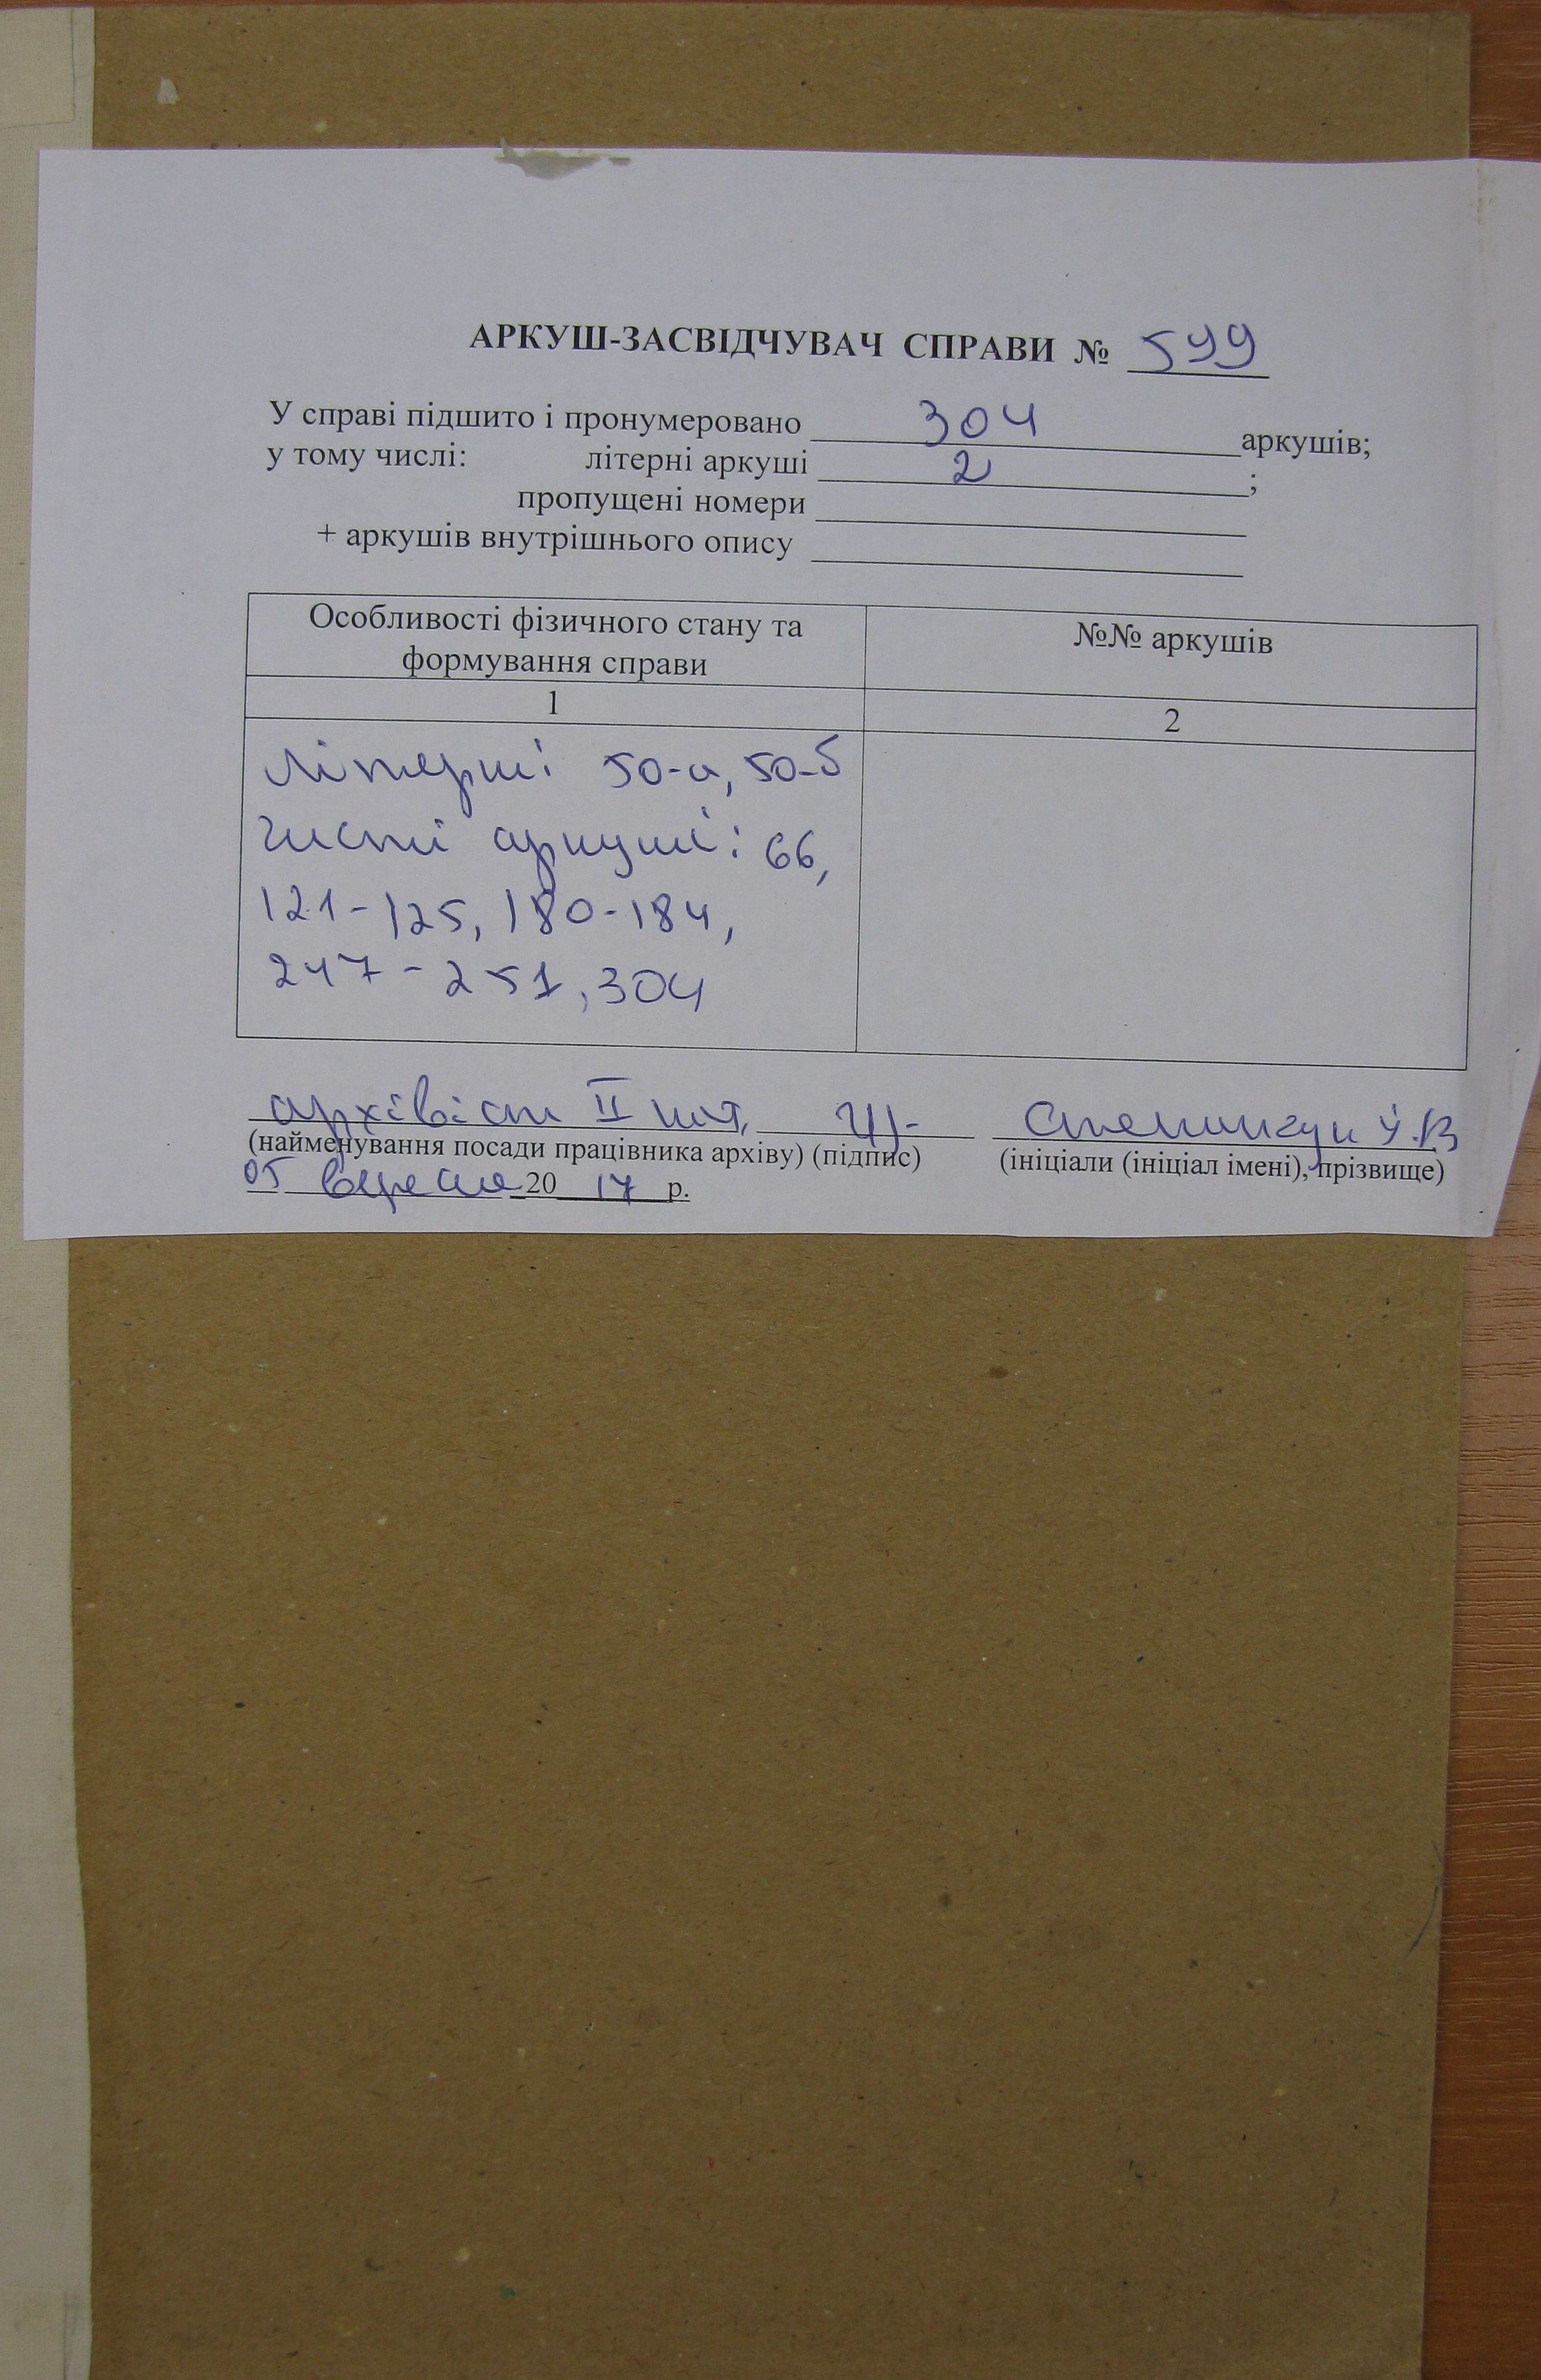 АРКУШ-ЗАСВІДЧУВАЧ СПРАВИ № 599
У справі підшито і пронумеровано 304 аркушів;
у тому числі: літерні аркуші 2 ;
пропущені номери
+ аркушів внутрішнього опису
Особливості фізичного стану та формування справи
№№ аркушів
1
2
Літерні 50-а, 50-б
Чисті аркуші: 66,
121-125, 180-184,
247-251, 304
архівіст II кат.
(найменування посади працівника архіву) (підпис) (ініціали (ініціал імені), прізвище)
05 вересня 2017 р.